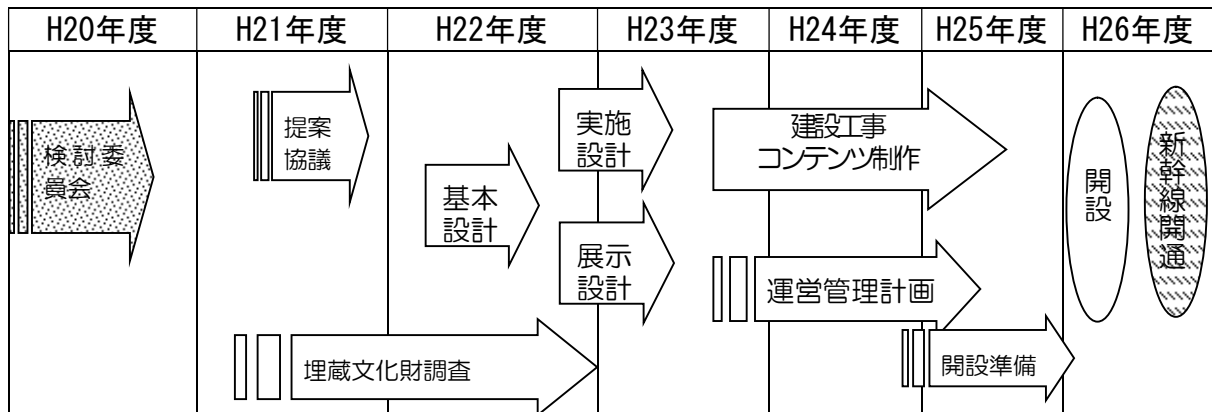 H20年度
H21年度
H22年度
H23年度
H24年度
H25年度
H26年度
検討委
員会
提案
協議
基本
設計
実施
設計
展示
設計
建設工事
コンテンツ制作
運営管理計画
埋蔵文化財調査
開設準備
開設
新幹線開通